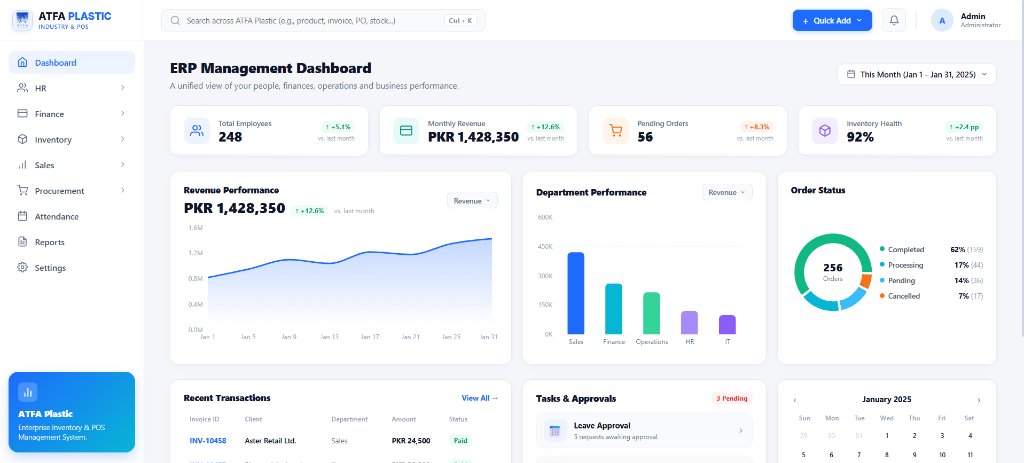 ATFA PLASTIC
INDUSTRY & POS
Search across ATFA Plastic (e.g., product, invoice, PO, stock...)
Ctrl + K
+ Quick Add
A
Admin
Administrator
Dashboard
HR
Finance
Inventory
Sales
Procurement
Attendance
Reports
Settings
ATFA Plastic
Enterprise Inventory & POS
Management System.
ERP Management Dashboard
A unified view of your people, finances, operations and business performance.
This Month (Jan 1 – Jan 31, 2025)
Total Employees
248
↑ +5.1%
vs. last month
Monthly Revenue
PKR 1,428,350
↑ +12.6%
vs. last month
Pending Orders
56
↑ +8.3%
vs. last month
Inventory Health
92%
↑ +2.4 pp
vs. last month
Revenue Performance
PKR 1,428,350
↑ +12.6%
vs. last month
Revenue
1.6M
1.2M
0.8M
0.4M
0.0M
Jan 1
Jan 5
Jan 9
Jan 13
Jan 17
Jan 21
Jan 25
Jan 31
Department Performance
Revenue
600K
450K
300K
150K
0K
Sales
Finance
Operations
HR
IT
Order Status
256
Orders
Completed 62% (159)
Processing 17% (44)
Pending 14% (36)
Cancelled 7% (17)
Recent Transactions
View All →
Invoice ID Client Department Amount Status
INV-10458 Aster Retail Ltd. Sales PKR 24,500 Paid
Tasks & Approvals
3 Pending
Leave Approval
5 requests awaiting approval
January 2025
Sun Mon Tue Wed Thu Fri Sat
29 30 31 1 2 3 4
5 6 7 8 9 10 11